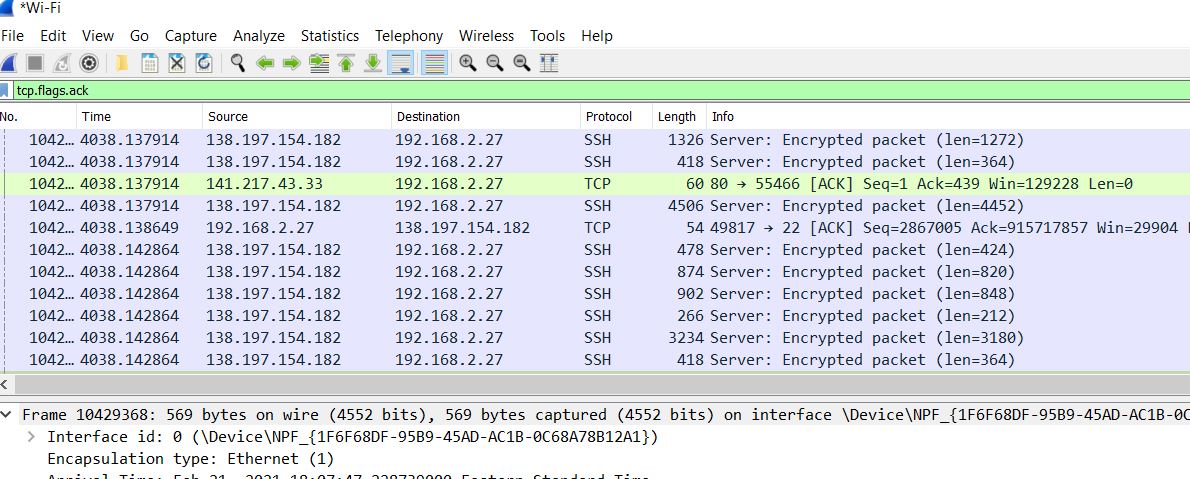 *Wi-Fi
File Edit View Go Capture Analyze Statistics Telephony Wireless Tools Help
tcp.flags.ack
No. Time Source Destination Protocol Length Info
1042… 4038.137914 138.197.154.182 192.168.2.27 SSH 1326 Server: Encrypted packet (len=1272)
1042… 4038.137914 138.197.154.182 192.168.2.27 SSH 418 Server: Encrypted packet (len=364)
1042… 4038.137914 141.217.43.33 192.168.2.27 TCP 60 80 → 55466 [ACK] Seq=1 Ack=439 Win=129228 Len=0
1042… 4038.137914 138.197.154.182 192.168.2.27 SSH 4506 Server: Encrypted packet (len=4452)
1042… 4038.138649 192.168.2.27 138.197.154.182 TCP 54 49817 → 22 [ACK] Seq=2867005 Ack=915717857 Win=29904
1042… 4038.142864 138.197.154.182 192.168.2.27 SSH 478 Server: Encrypted packet (len=424)
1042… 4038.142864 138.197.154.182 192.168.2.27 SSH 874 Server: Encrypted packet (len=820)
1042… 4038.142864 138.197.154.182 192.168.2.27 SSH 902 Server: Encrypted packet (len=848)
1042… 4038.142864 138.197.154.182 192.168.2.27 SSH 266 Server: Encrypted packet (len=212)
1042… 4038.142864 138.197.154.182 192.168.2.27 SSH 3234 Server: Encrypted packet (len=3180)
1042… 4038.142864 138.197.154.182 192.168.2.27 SSH 418 Server: Encrypted packet (len=364)
Frame 10429368: 569 bytes on wire (4552 bits), 569 bytes captured (4552 bits) on interface \Device\NPF_{1F6F68DF-95B9-45AD-AC1B-0C
Interface id: 0 (\Device\NPF_{1F6F68DF-95B9-45AD-AC1B-0C68A78B12A1})
Encapsulation type: Ethernet (1)